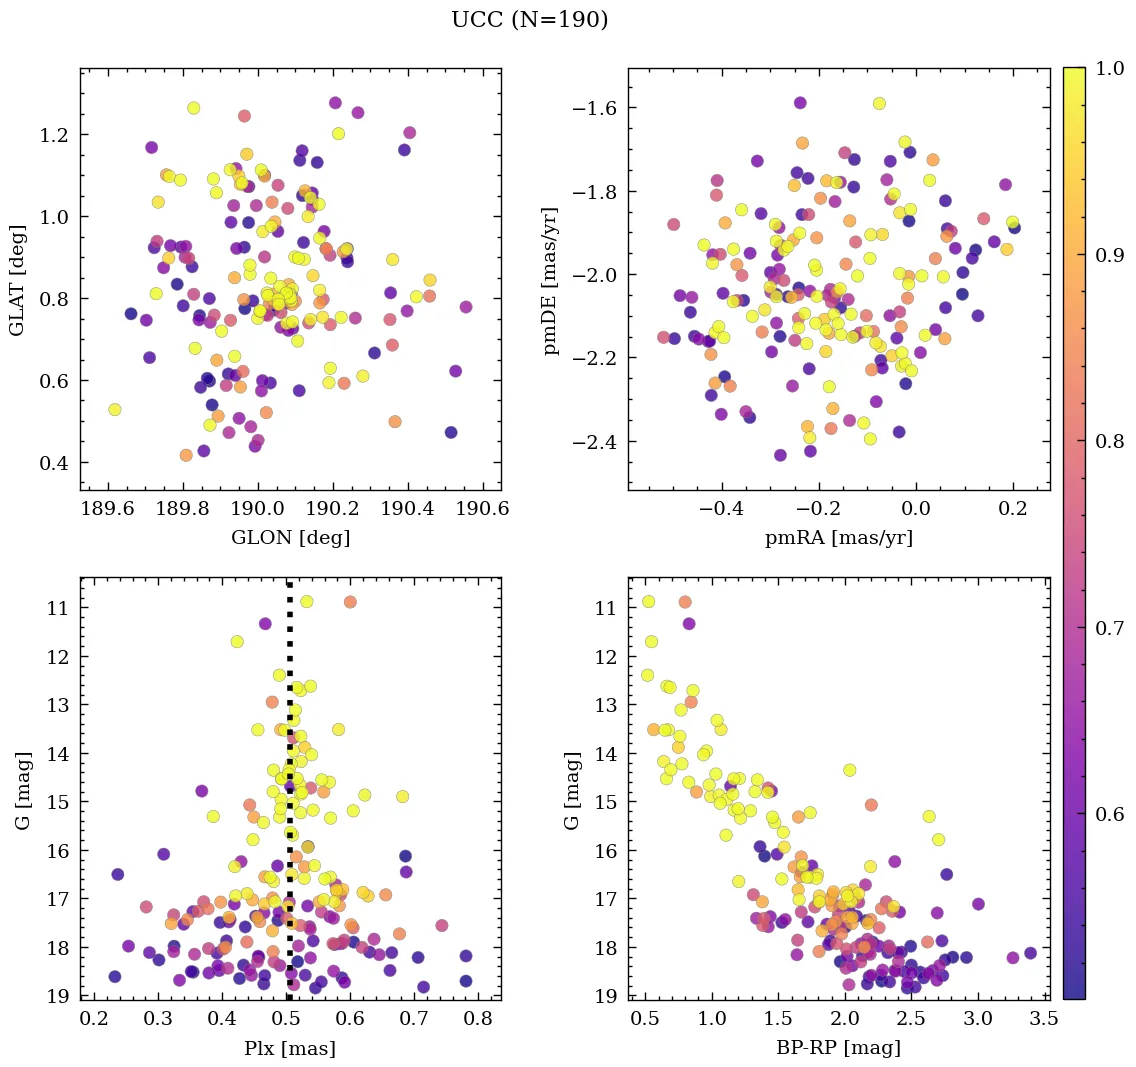 UCC (N=190)
1.2
1.0
0.8
0.6
0.4
GLAT [deg]
189.6 189.8 190.0 190.2 190.4 190.6
GLON [deg]
−1.6
−1.8
−2.0
−2.2
−2.4
pmDE [mas/yr]
−0.4 −0.2 0.0 0.2
pmRA [mas/yr]
11
12
13
14
15
16
17
18
19
G [mag]
0.2 0.3 0.4 0.5 0.6 0.7 0.8
Plx [mas]
11
12
13
14
15
16
17
18
19
G [mag]
0.5 1.0 1.5 2.0 2.5 3.0 3.5
BP-RP [mag]
1.0
0.9
0.8
0.7
0.6